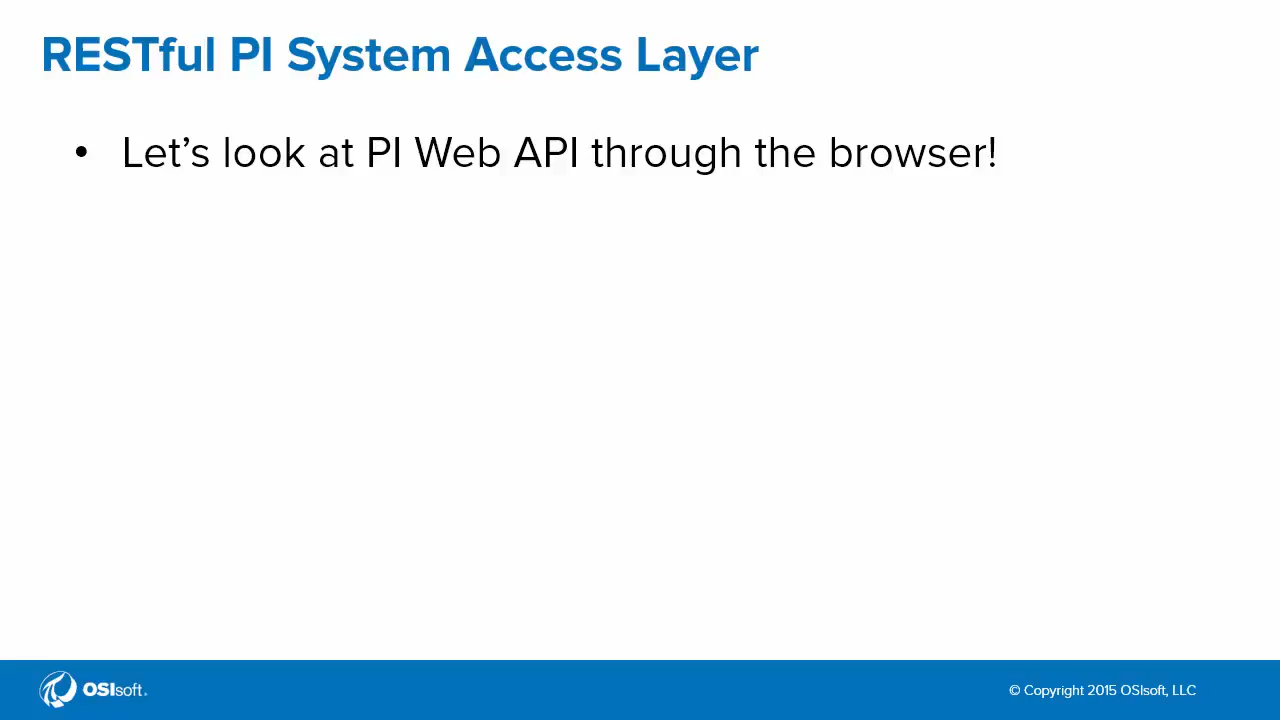 RESTful PI System Access Layer
• Let’s look at PI Web API through the browser!
OSIsoft.
© Copyright 2015 OSIsoft, LLC